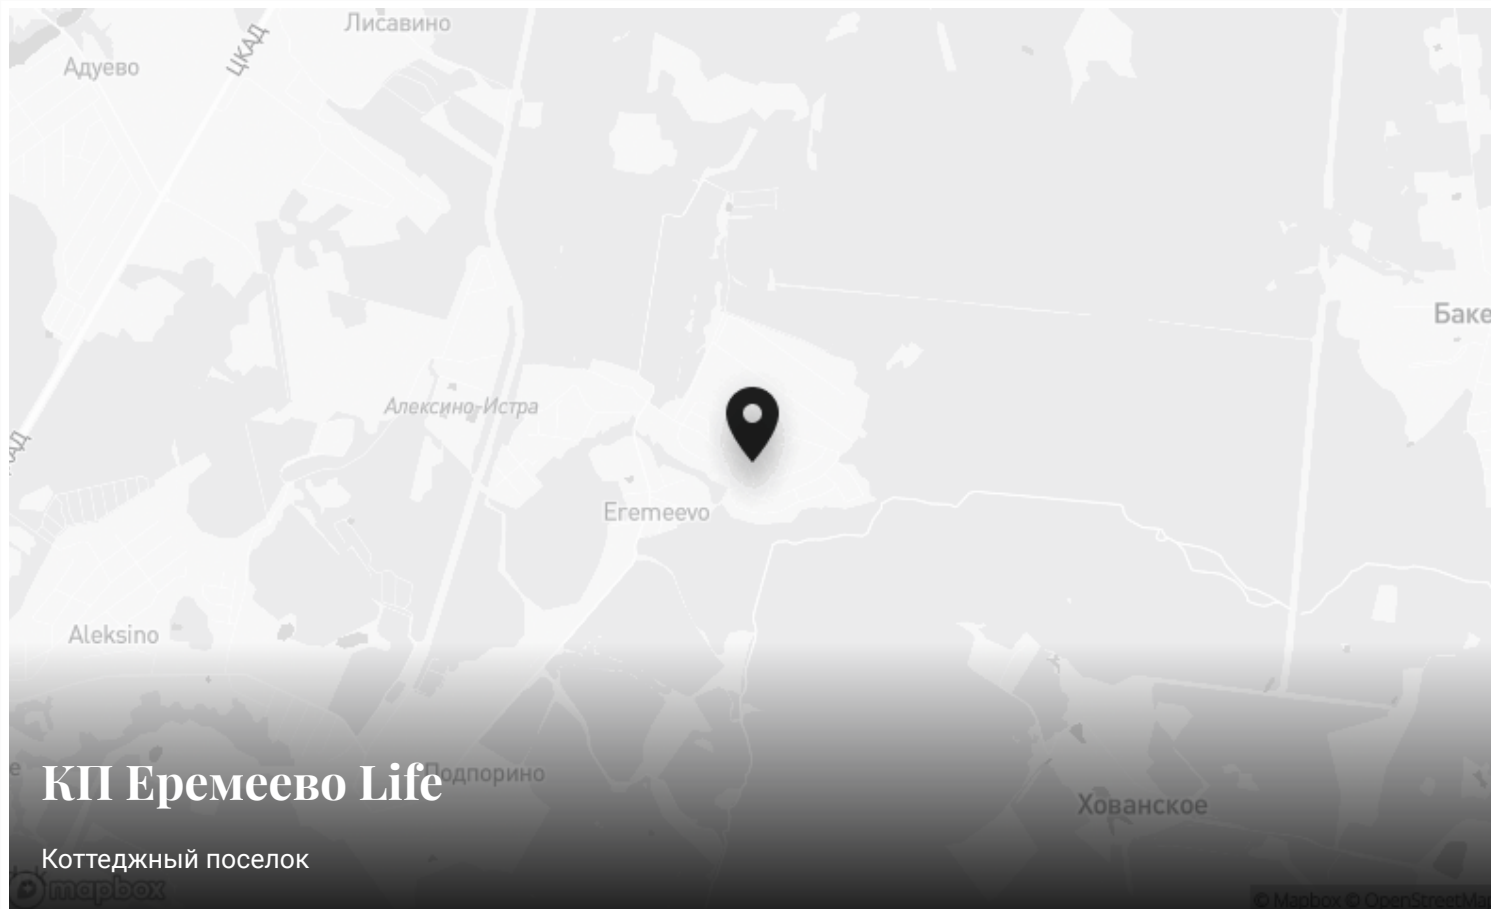 Лисавино
ЦКАД
Адуево
Баке
Алексино-Истра
Eremeevo
Aleksino
Подпорино
КП Еремеево Life
Хованское
Коттеджный поселок
mapbox
© Mapbox © OpenStreetMap